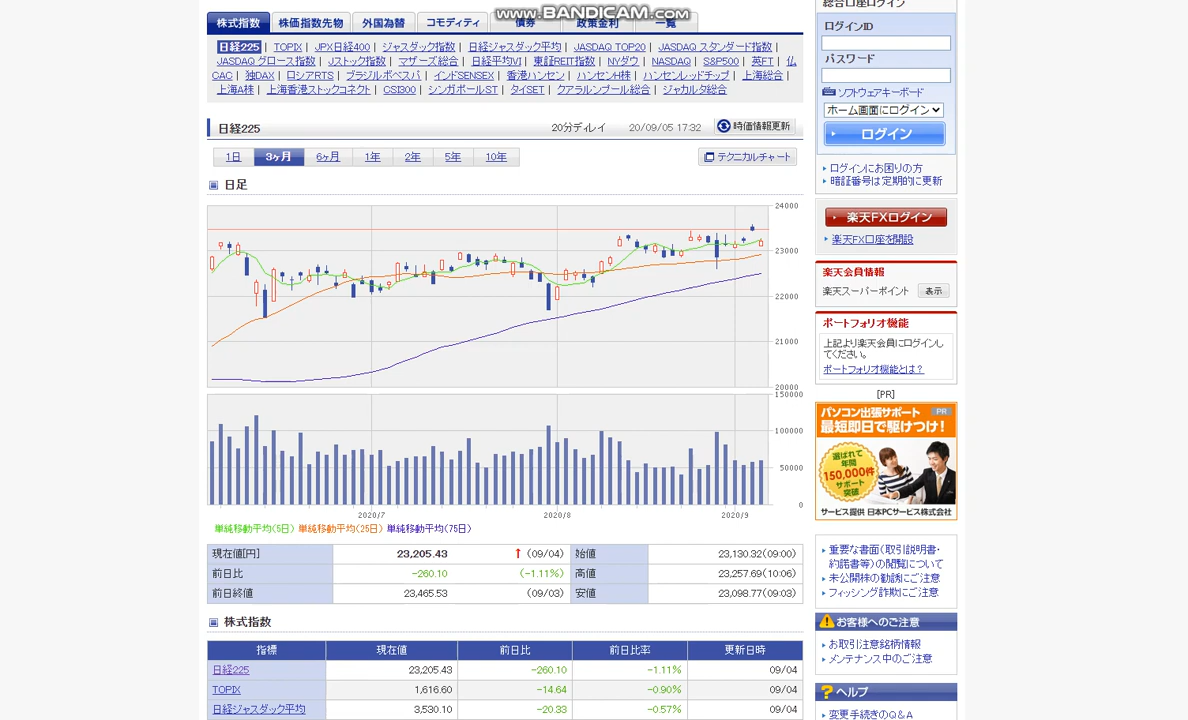 www.BANDICAM.com
株式指数 株価指数先物 外国為替 コモディティ 債券 政策金利 一覧
日経225 | TOPIX | JPX日経400 | ジャスダック指数 | 日経ジャスダック平均 | JASDAQ TOP20 | JASDAQ スタンダード指数 |
JASDAQ グロース指数 | Jストック指数 | マザーズ総合 | 日経平均VI | 東証REIT指数 | NYダウ | NASDAQ | S&P500 | 英FT | 仏
CAC | 独DAX | ロシアRTS | ブラジルボベスパ | インドSENSEX | 香港ハンセン | ハンセンH株 | ハンセンレッドチップ | 上海総合 |
上海A株 | 上海香港ストックコネクト | CSI300 | シンガポールST | タイSET | クアラルンプール総合 | ジャカルタ総合
日経225 20分ディレイ 20/09/05 17:32 時価情報更新
1日 3ヶ月 6ヶ月 1年 2年 5年 10年 テクニカルチャート
日足
24000
23000
22000
21000
20000
150000
100000
50000
0
2020/7 2020/8 2020/9
単純移動平均(5日) 単純移動平均(25日) 単純移動平均(75日)
現在値[円] 23,205.43 ↑ (09/04) 始値 23,130.32(09:00)
前日比 -260.10 (-1.11%) 高値 23,257.69(10:06)
前日終値 23,465.53 (09/03) 安値 23,098.77(09:03)
株式指数
指標 現在値 前日比 前日比率 更新日時
日経225 23,205.43 -260.10 -1.11% 09/04
TOPIX 1,616.60 -14.64 -0.90% 09/04
日経ジャスダック平均 3,530.10 -20.33 -0.57% 09/04
総合口座ログイン
ログインID
パスワード
ソフトウェアキーボード
ホーム画面にログイン
ログイン
ログインにお困りの方
暗証番号は定期的に更新
楽天FXログイン
楽天FX口座を開設
楽天会員情報
楽天スーパーポイント 表示
ポートフォリオ機能
上記より楽天会員にログインし
てください。
ポートフォリオ機能とは?
[PR]
パソコン出張サポート PR
最短即日で駆けつけ!
選ばれて
年間
150,000件
サポート
突破
サービス提供 日本PCサービス株式会社
重要な書面(取引説明書・
約諾書等)の閲覧について
未公開株の勧誘にご注意
フィッシング詐欺にご注意
お客様へのご注意
お取引注意銘柄情報
メンテナンス中のご注意
ヘルプ
変更手続きのQ&A